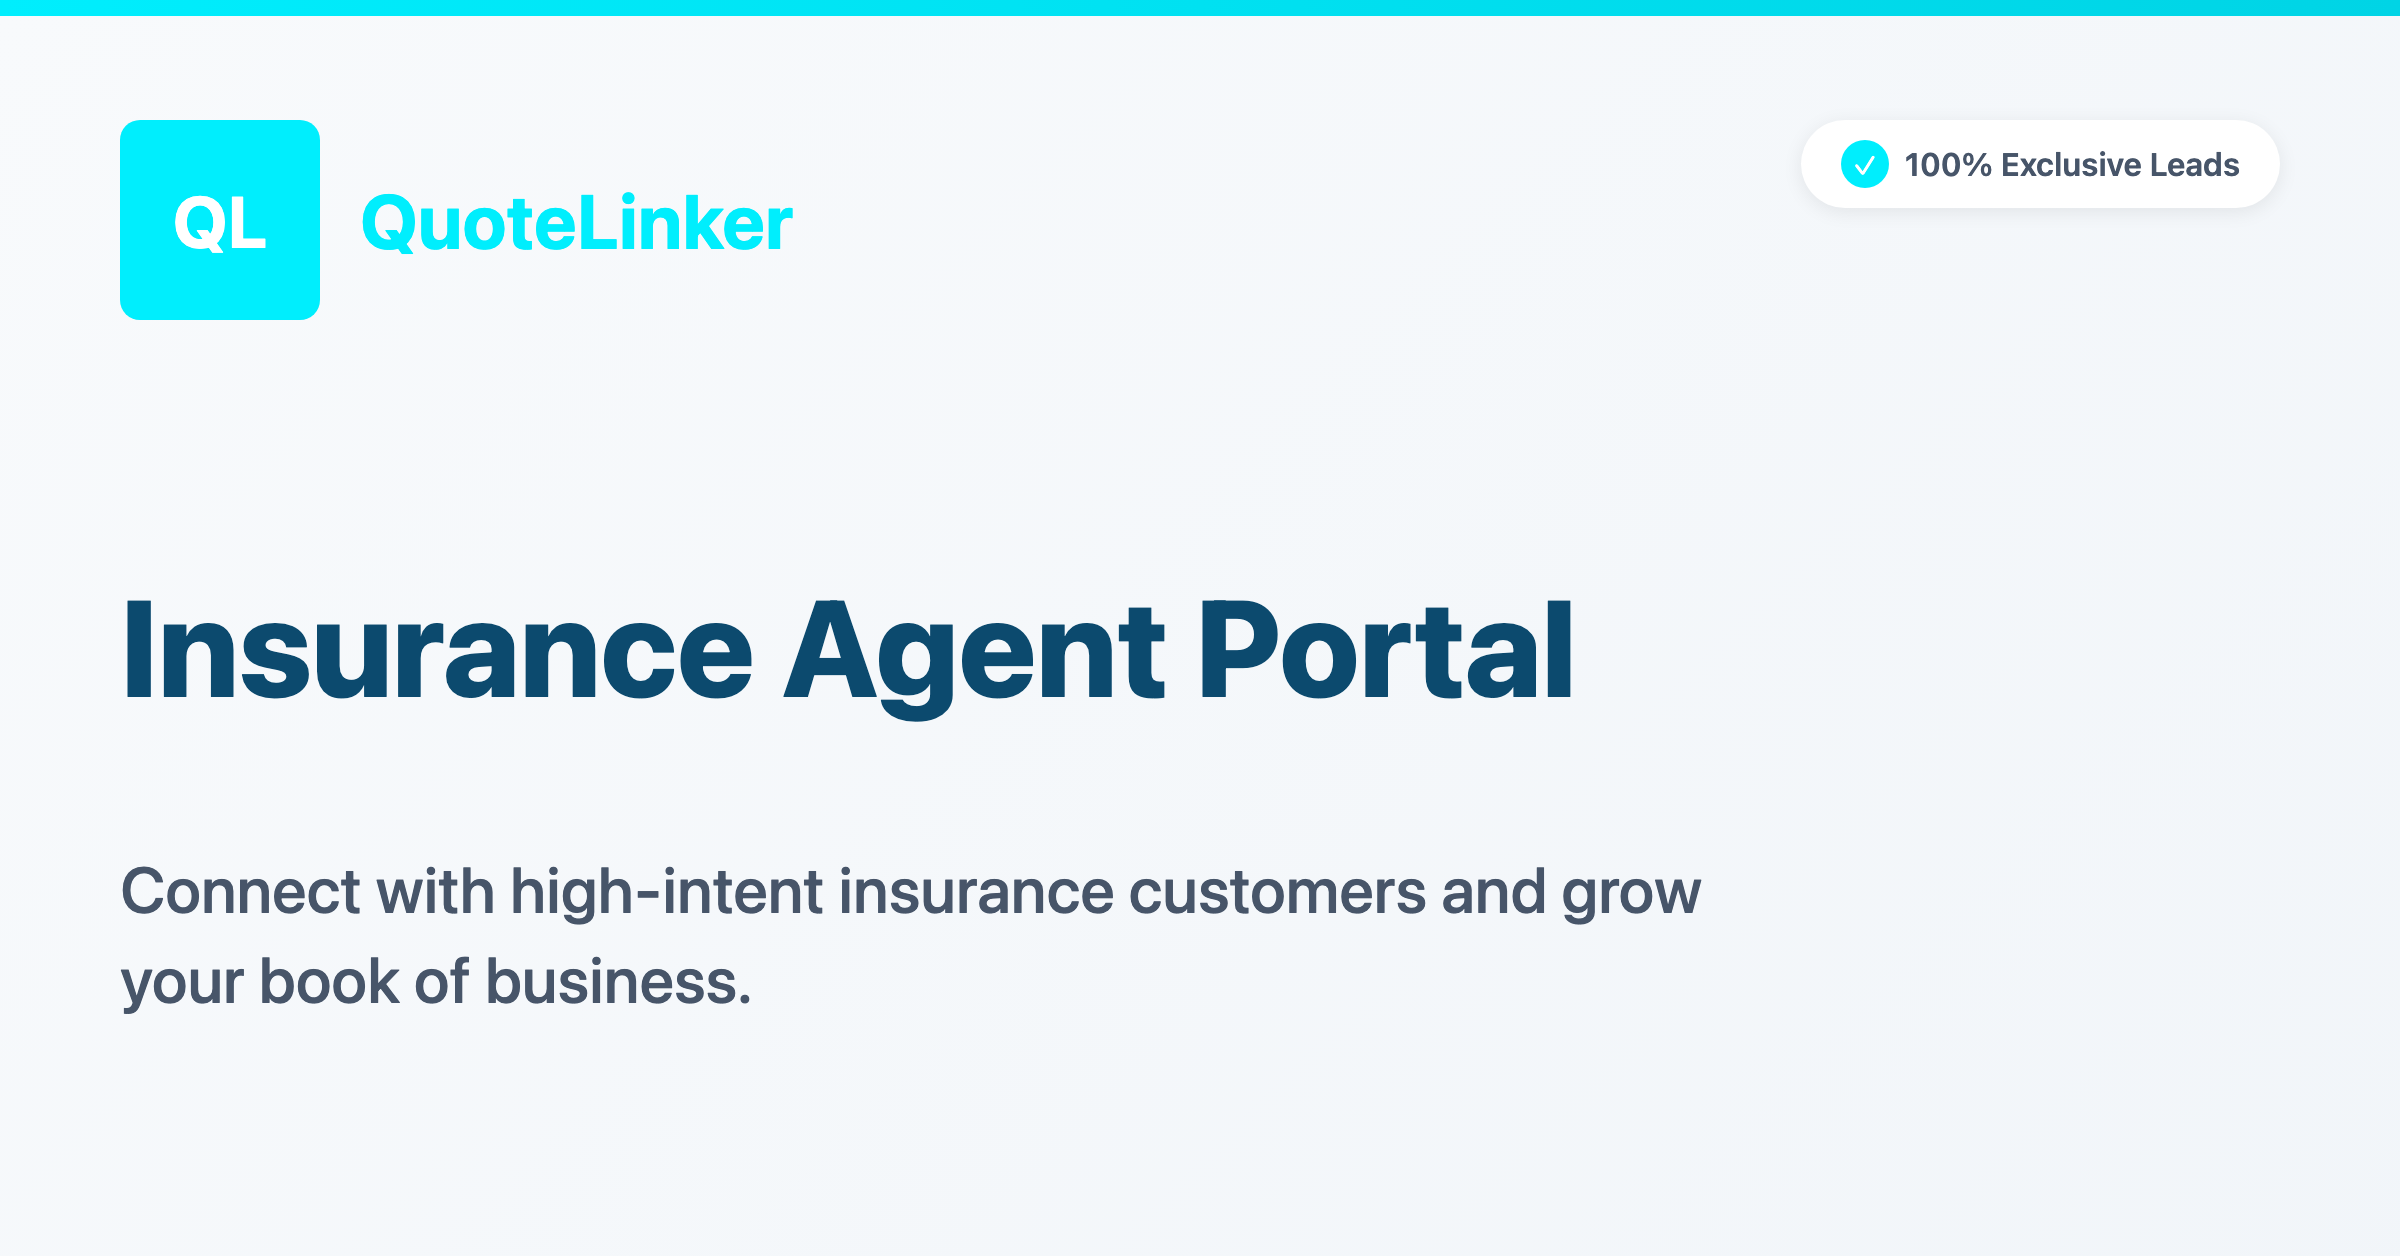 QL
QuoteLinker
100% Exclusive Leads
Insurance Agent Portal
Connect with high-intent insurance customers and grow
your book of business.